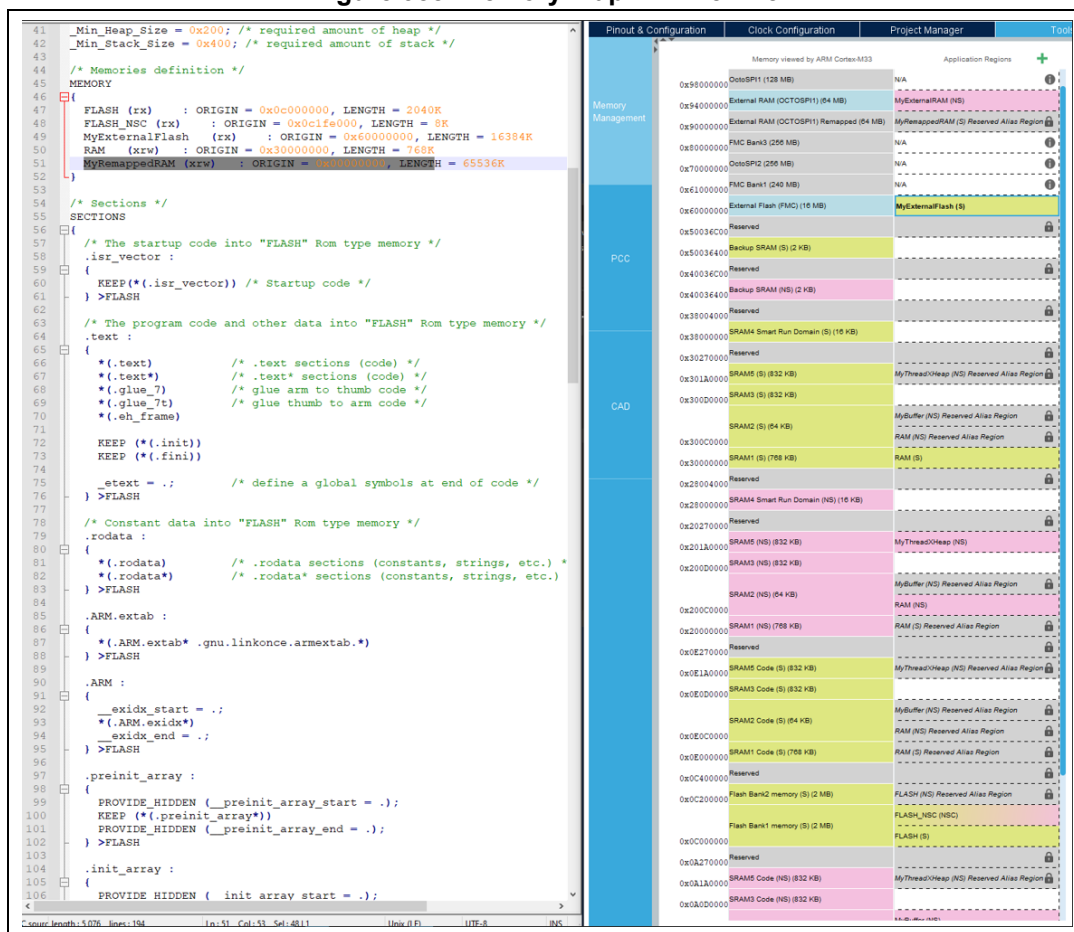 41 _Min_Heap_Size = 0x200; /* required amount of heap */
42 _Min_Stack_Size = 0x400; /* required amount of stack */
43
44 /* Memories definition */
45 MEMORY
46 {
47 FLASH (rx) : ORIGIN = 0x0c000000, LENGTH = 2040K
48 FLASH_NSC (rx) : ORIGIN = 0x0c1fe000, LENGTH = 8K
49 MyExternalFlash (rx) : ORIGIN = 0x60000000, LENGTH = 16384K
50 RAM (xrw) : ORIGIN = 0x30000000, LENGTH = 768K
51 MyRemappedRAM (xrw) : ORIGIN = 0x00000000, LENGTH = 65536K
52 }
53
54 /* Sections */
55 SECTIONS
56 {
57 /* The startup code into "FLASH" Rom type memory */
58 .isr_vector :
59 {
60 KEEP(*(.isr_vector)) /* Startup code */
61 } >FLASH
62
63 /* The program code and other data into "FLASH" Rom type memory */
64 .text :
65 {
66 *(.text) /* .text sections (code) */
67 *(.text*) /* .text* sections (code) */
68 *(.glue_7) /* glue arm to thumb code */
69 *(.glue_7t) /* glue thumb to arm code */
70 *(.eh_frame)
71
72 KEEP (*(.init))
73 KEEP (*(.fini))
74
75 _etext = .; /* define a global symbols at end of code */
76 } >FLASH
77
78 /* Constant data into "FLASH" Rom type memory */
79 .rodata :
80 {
81 *(.rodata) /* .rodata sections (constants, strings, etc.) *
82 *(.rodata*) /* .rodata* sections (constants, strings, etc.)
83 } >FLASH
84
85 .ARM.extab :
86 {
87 *(.ARM.extab* .gnu.linkonce.armextab.*)
88 } >FLASH
89
90 .ARM :
91 {
92 __exidx_start = .;
93 *(.ARM.exidx*)
94 __exidx_end = .;
95 } >FLASH
96
97 .preinit_array :
98 {
99 PROVIDE_HIDDEN (__preinit_array_start = .);
100 KEEP (*(.preinit_array*))
101 PROVIDE_HIDDEN (__preinit_array_end = .);
102 } >FLASH
103
104 .init_array :
105 {
106 PROVIDE HIDDEN ( init array start = .);
length : 5,076 lines : 194 Ln : 51 Col : 53 Sel : 48 | 1 Unix (LF) UTF-8 INS
Pinout & Configuration Clock Configuration Project Manager Tools
Memory Management
PCC
CAD
Memory viewed by ARM Cortex-M33 Application Regions +
OctoSPI1 (128 MB) N/A
0x98000000
External RAM (OCTOSPI1) (64 MB) MyExternalRAM (NS)
0x94000000
External RAM (OCTOSPI1) Remapped (64 MB) MyRemappedRAM (S) Reserved Alias Region
0x90000000
FMC Bank3 (256 MB) N/A
0x80000000
OctoSPI2 (256 MB) N/A
0x70000000
FMC Bank1 (240 MB) N/A
0x61000000
External Flash (FMC) (16 MB) MyExternalFlash (S)
0x60000000
Reserved
0x50036C00
Backup SRAM (S) (2 KB)
0x50036400
Reserved
0x40036C00
Backup SRAM (NS) (2 KB)
0x40036400
Reserved
0x38004000
SRAM4 Smart Run Domain (S) (16 KB)
0x38000000
Reserved
0x30270000
SRAM5 (S) (832 KB) MyThreadXHeap (NS) Reserved Alias Region
0x301A0000
SRAM3 (S) (832 KB)
0x300D0000
MyBuffer (NS) Reserved Alias Region
SRAM2 (S) (64 KB)
RAM (NS) Reserved Alias Region
0x300C0000
SRAM1 (S) (768 KB) RAM (S)
0x30000000
Reserved
0x28004000
SRAM4 Smart Run Domain (NS) (16 KB)
0x28000000
Reserved
0x20270000
SRAM5 (NS) (832 KB) MyThreadXHeap (NS)
0x201A0000
SRAM3 (NS) (832 KB)
0x200D0000
MyBuffer (NS) Reserved Alias Region
SRAM2 (NS) (64 KB)
RAM (NS)
0x200C0000
SRAM1 (NS) (768 KB) RAM (S) Reserved Alias Region
0x20000000
Reserved
0x0E270000
SRAM5 Code (S) (832 KB) MyThreadXHeap (NS) Reserved Alias Region
0x0E1A0000
SRAM3 Code (S) (832 KB)
0x0E0D0000
MyBuffer (NS) Reserved Alias Region
SRAM2 Code (S) (64 KB)
RAM (NS) Reserved Alias Region
0x0E0C0000
SRAM1 Code (S) (768 KB) RAM (S) Reserved Alias Region
0x0E000000
Reserved
0x0C400000
Flash Bank2 memory (S) (2 MB) FLASH (NS) Reserved Alias Region
0x0C200000
FLASH_NSC (NSC)
Flash Bank1 memory (S) (2 MB)
FLASH (S)
0x0C000000
Reserved
0x0A270000
SRAM5 Code (NS) (832 KB) MyThreadXHeap (NS) Reserved Alias Region
0x0A1A0000
SRAM3 Code (NS) (832 KB)
0x0A0D0000